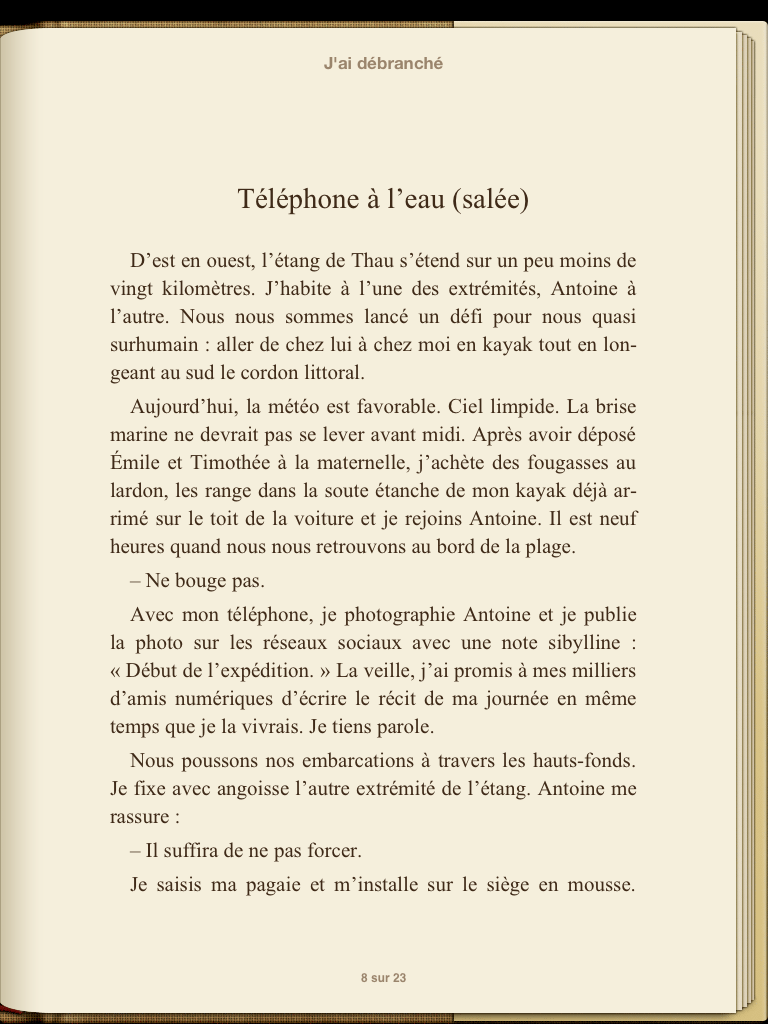 J'ai débranché
Téléphone à l’eau (salée)
D’est en ouest, l’étang de Thau s’étend sur un peu moins de
vingt kilomètres. J’habite à l’une des extrémités, Antoine à
l’autre. Nous nous sommes lancé un défi pour nous quasi
surhumain : aller de chez lui à chez moi en kayak tout en lon-
geant au sud le cordon littoral.
Aujourd’hui, la météo est favorable. Ciel limpide. La brise
marine ne devrait pas se lever avant midi. Après avoir déposé
Émile et Timothée à la maternelle, j’achète des fougasses au
lardon, les range dans la soute étanche de mon kayak déjà ar-
rimé sur le toit de la voiture et je rejoins Antoine. Il est neuf
heures quand nous nous retrouvons au bord de la plage.
– Ne bouge pas.
Avec mon téléphone, je photographie Antoine et je publie
la photo sur les réseaux sociaux avec une note sibylline :
« Début de l’expédition. » La veille, j’ai promis à mes milliers
d’amis numériques d’écrire le récit de ma journée en même
temps que je la vivrais. Je tiens parole.
Nous poussons nos embarcations à travers les hauts-fonds.
Je fixe avec angoisse l’autre extrémité de l’étang. Antoine me
rassure :
– Il suffira de ne pas forcer.
Je saisis ma pagaie et m’installe sur le siège en mousse.
8 sur 23